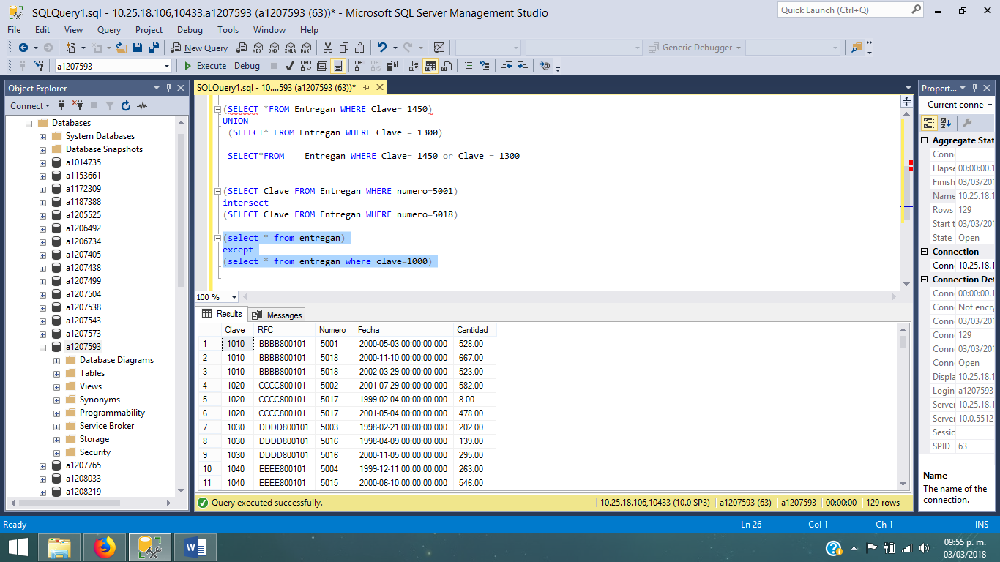 SQLQuery1.sql - 10.25.18.106,10433.a1207593 (a1207593 (63))* - Microsoft SQL Server Management Studio
Quick Launch (Ctrl+Q)
File Edit View Query Project Debug Tools Window Help
New Query MDX DMX XMLA DAX Generic Debugger
a1207593 Execute Debug
Object Explorer
Connect
Databases
System Databases
Database Snapshots
a1014735
a1153661
a1172309
a1187388
a1205525
a1206492
a1206734
a1207405
a1207438
a1207499
a1207504
a1207538
a1207543
a1207573
a1207593
Database Diagrams
Tables
Views
Synonyms
Programmability
Service Broker
Storage
Security
a1207765
a1208033
a1208219
SQLQuery1.sql - 10....593 (a1207593 (63))*
(SELECT *FROM Entregan WHERE Clave= 1450)
UNION
(SELECT* FROM Entregan WHERE Clave = 1300)
SELECT*FROM Entregan WHERE Clave= 1450 or Clave = 1300
(SELECT Clave FROM Entregan WHERE numero=5001)
intersect
(SELECT Clave FROM Entregan WHERE numero=5018)
(select * from entregan)
except
(select * from entregan where clave=1000)
100 %
Results Messages
Clave RFC Numero Fecha Cantidad
1 1010 BBBB800101 5001 2000-05-03 00:00:00.000 528.00
2 1010 BBBB800101 5018 2000-11-10 00:00:00.000 667.00
3 1010 BBBB800101 5018 2002-03-29 00:00:00.000 523.00
4 1020 CCCC800101 5002 2001-07-29 00:00:00.000 582.00
5 1020 CCCC800101 5017 1999-02-04 00:00:00.000 8.00
6 1020 CCCC800101 5017 2001-05-04 00:00:00.000 478.00
7 1030 DDDD800101 5003 1998-02-21 00:00:00.000 202.00
8 1030 DDDD800101 5016 1998-04-09 00:00:00.000 139.00
9 1030 DDDD800101 5016 2000-11-05 00:00:00.000 295.00
10 1040 EEEE800101 5004 1999-12-11 00:00:00.000 263.00
11 1040 EEEE800101 5015 2000-06-10 00:00:00.000 546.00
Query executed successfully. 10.25.18.106,10433 (10.0 SP3) a1207593 (63) a1207593 00:00:00 129 rows
Propert...
Current conne
Aggregate Stat
Conn
Elapse 00:00:00.1
Finish 03/03/201
Name 10.25.18.1
Rows 129
Start t 03/03/201
State Open
Connection
Conn 10.25.18.1
Connection Det
Conn 00:00:00.1
Conn Not encry
Conn 03/03/201
Conn 129
Conn 03/03/201
Conn Open
Displa 10.25.18.1
Login a1207593
Server 10.25.18.1
Server 10.0.5512
Sessic
SPID 63
Name
The name of the
connection.
Ready Ln 26 Col 1 Ch 1 INS
09:55 p. m.
03/03/2018